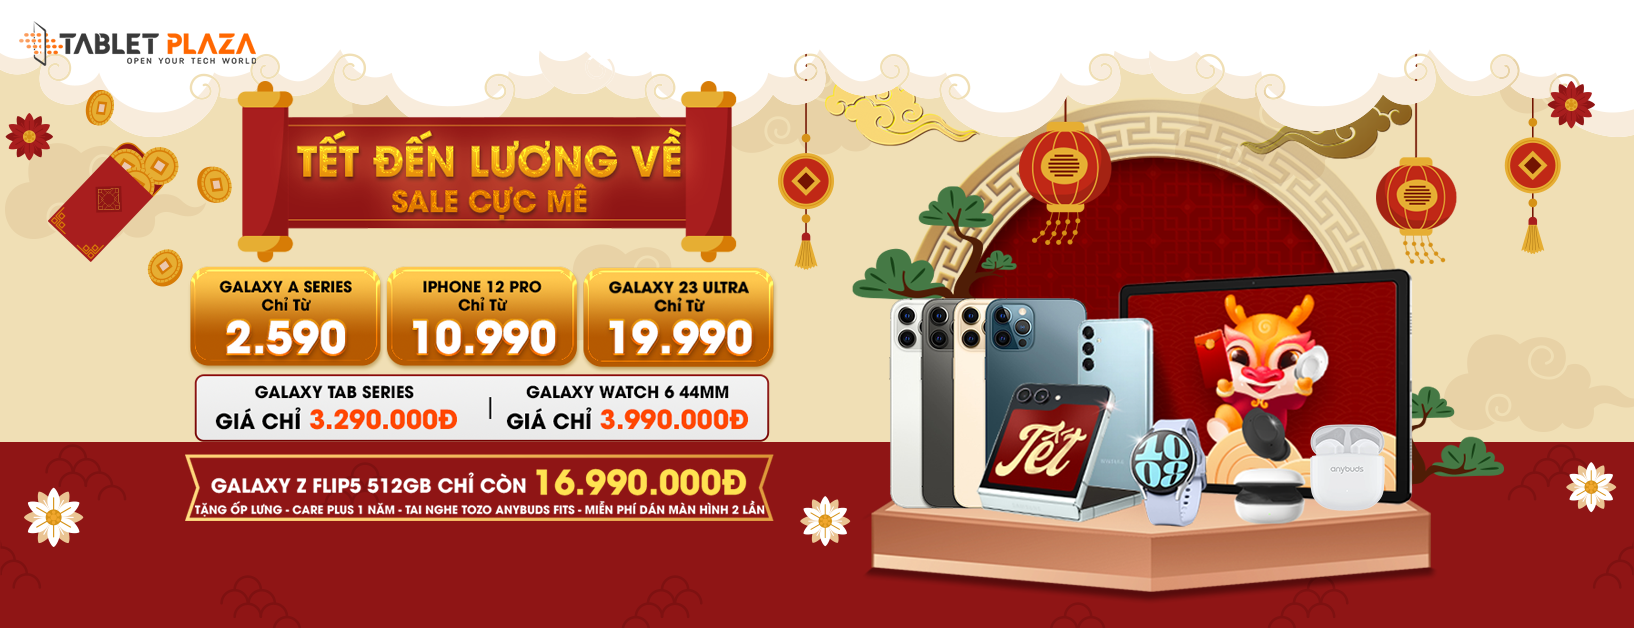 TABLET PLAZA
OPEN YOUR TECH WORLD
TẾT ĐẾN LƯƠNG VỀ
SALE CỰC MÊ
GALAXY A SERIES
Chỉ Từ
2.590
IPHONE 12 PRO
Chỉ Từ
10.990
GALAXY 23 ULTRA
Chỉ Từ
19.990
GALAXY TAB SERIES
GIÁ CHỈ 3.290.000Đ
|
GALAXY WATCH 6 44MM
GIÁ CHỈ 3.990.000Đ
GALAXY Z FLIP5 512GB CHỈ CÒN 16.990.000Đ
TẶNG ỐP LƯNG - CARE PLUS 1 NĂM - TAI NGHE TOZO ANYBUDS FITS - MIỄN PHÍ DÁN MÀN HÌNH 2 LẦN
Tết
10
08
anybuds